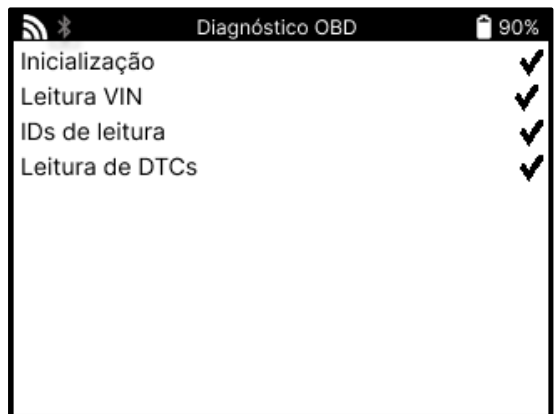 Diagnóstico OBD 90%
Inicialização
Leitura VIN
IDs de leitura
Leitura de DTCs